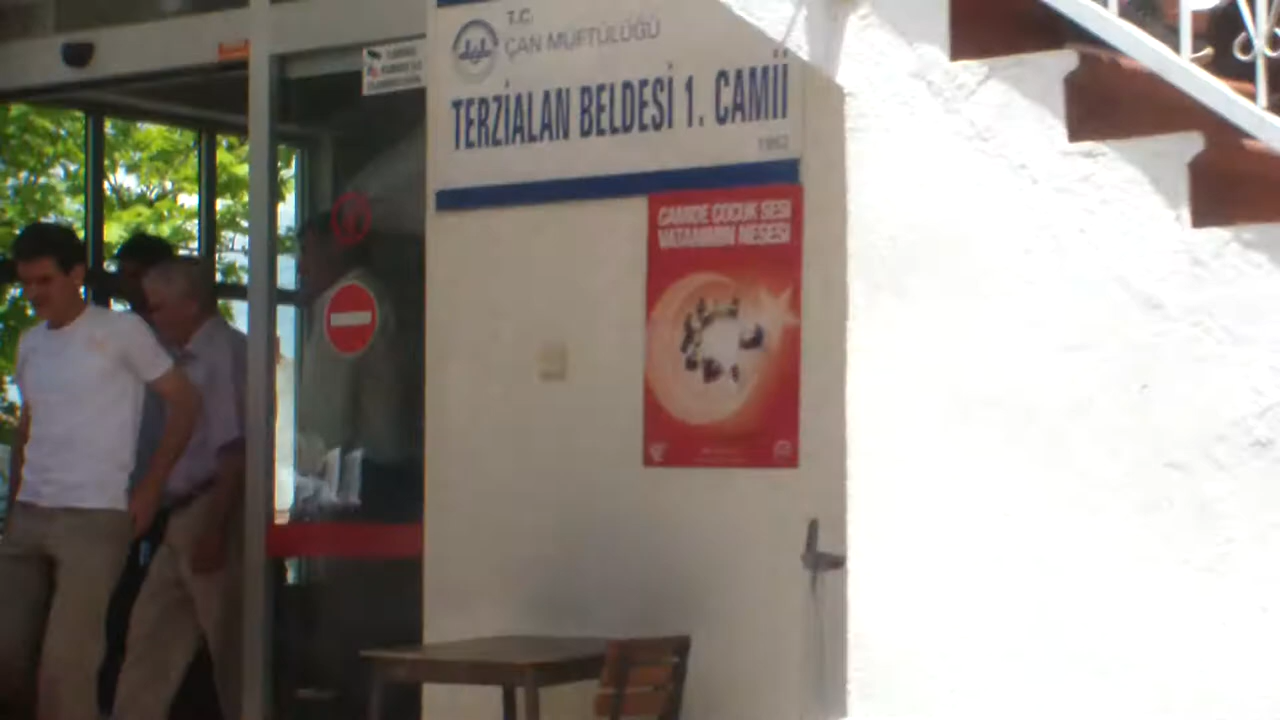 T.C.
ÇAN MÜFTÜLÜĞÜ
TERZİALAN BELDESİ 1. CAMİİ
CAMİDE ÇOCUK SESİ
VATANIMIN NEŞESİ